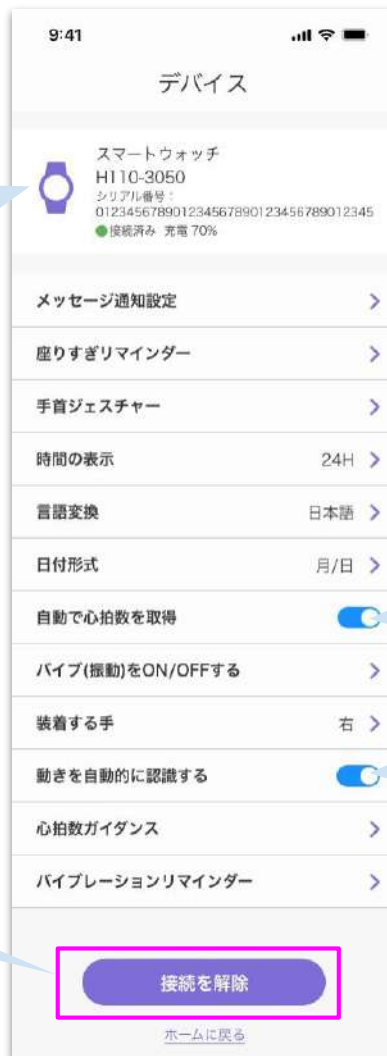 9:41
デバイス
スマートウォッチ
H110-3050
シリアル番号：
012345678901234567890123456789012345
接続済み 充電 70%
メッセージ通知設定
座りすぎリマインダー
手首ジェスチャー
時間の表示 24H
言語変換 日本語
日付形式 月/日
自動で心拍数を取得
バイブ(振動)をON/OFFする
装着する手 右
動きを自動的に認識する
心拍数ガイダンス
バイブレーションリマインダー
接続を解除
ホームに戻る